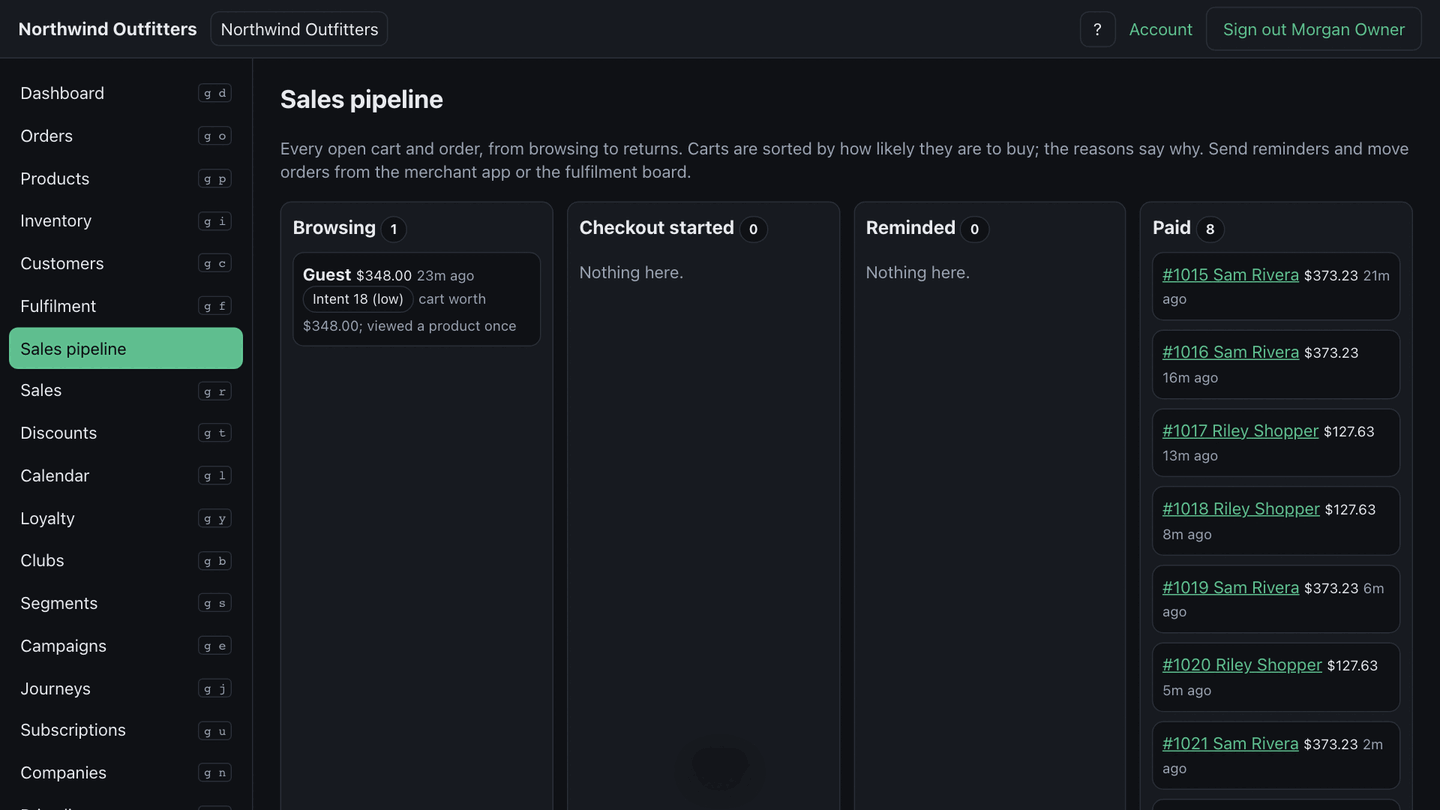 Northwind Outfitters
Northwind Outfitters
?
Account
Sign out Morgan Owner
Dashboard g d
Orders g o
Products g p
Inventory g i
Customers g c
Fulfilment g f
Sales pipeline
Sales g r
Discounts g t
Calendar g l
Loyalty g y
Clubs g b
Segments g s
Campaigns g e
Journeys g j
Subscriptions g u
Companies g n
Sales pipeline
Every open cart and order, from browsing to returns. Carts are sorted by how likely they are to buy; the reasons say why. Send reminders and move
orders from the merchant app or the fulfilment board.
Browsing 1
Guest $348.00 23m ago
Intent 18 (low) cart worth
$348.00; viewed a product once
Checkout started 0
Nothing here.
Reminded 0
Nothing here.
Paid 8
#1015 Sam Rivera $373.23 21m
ago
#1016 Sam Rivera $373.23
16m ago
#1017 Riley Shopper $127.63
13m ago
#1018 Riley Shopper $127.63
8m ago
#1019 Sam Rivera $373.23 6m
ago
#1020 Riley Shopper $127.63
5m ago
#1021 Sam Rivera $373.23 2m
ago